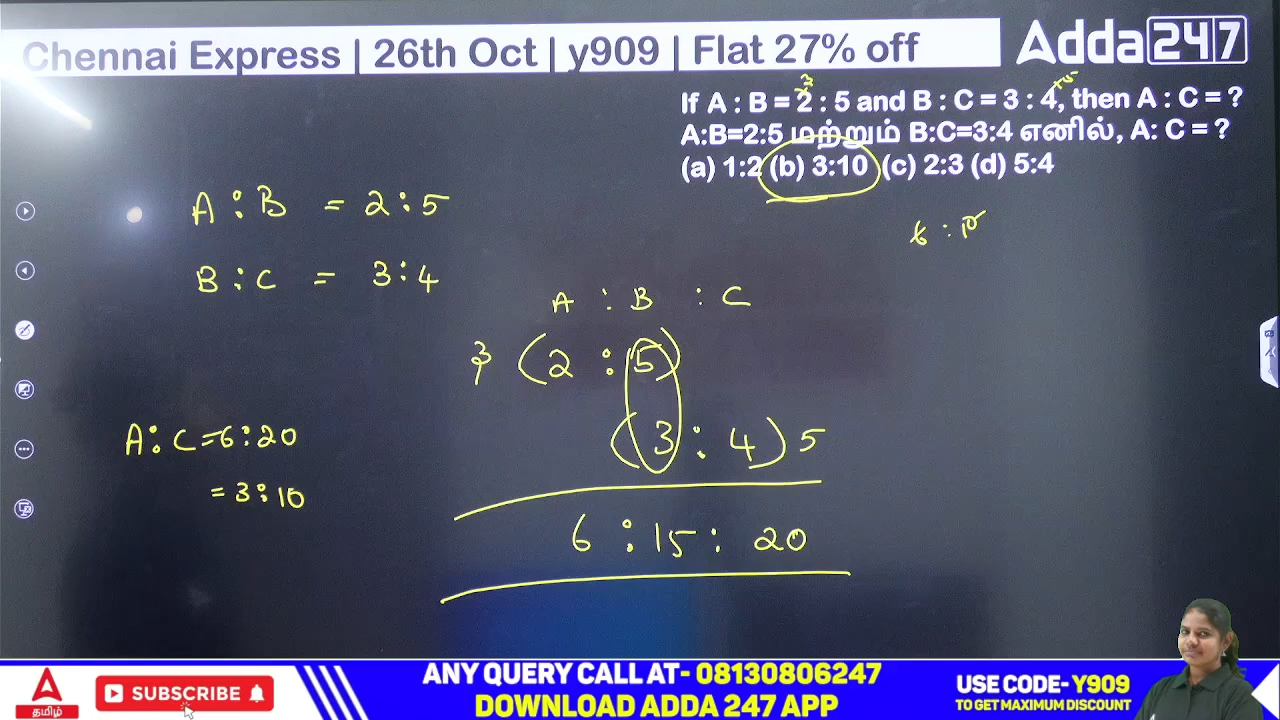 Chennai Express | 26th Oct | y909 | Flat 27% off
Adda 247
If A : B = 2 : 5 and B : C = 3 : 4, then A : C = ?
A:B=2:5 மற்றும் B:C=3:4 எனில், A: C = ?
(a) 1:2 (b) 3:10 (c) 2:3 (d) 5:4
A : B = 2 : 5
B : C = 3 : 4
A : B : C
3 (2 : 5)
(3 : 4) 5
6 : 15 : 20
A : C = 6 : 20
= 3 : 10
தமிழ்
SUBSCRIBE
ANY QUERY CALL AT- 08130806247
DOWNLOAD ADDA 247 APP
USE CODE- Y909
TO GET MAXIMUM DISCOUNT